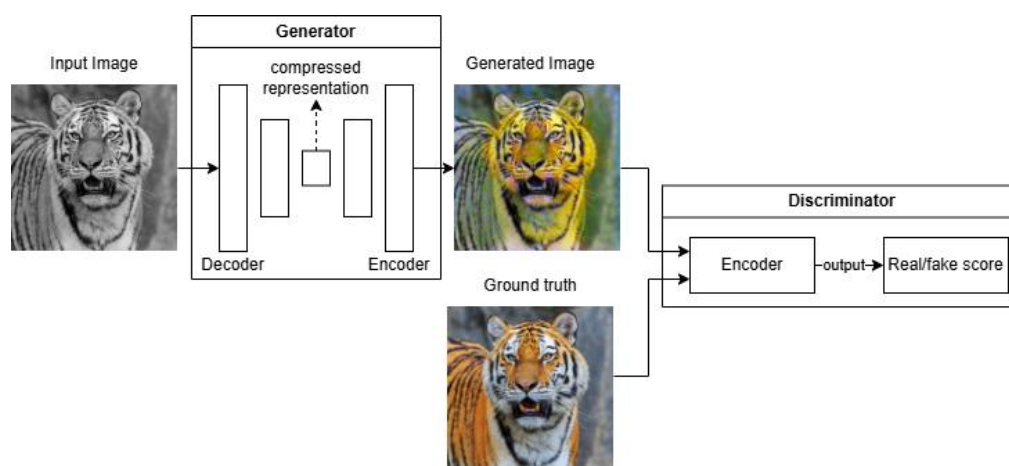 Generator
Input Image
compressed
representation
Generated Image
Decoder
Encoder
Discriminator
Encoder
output
Real/fake score
Ground truth